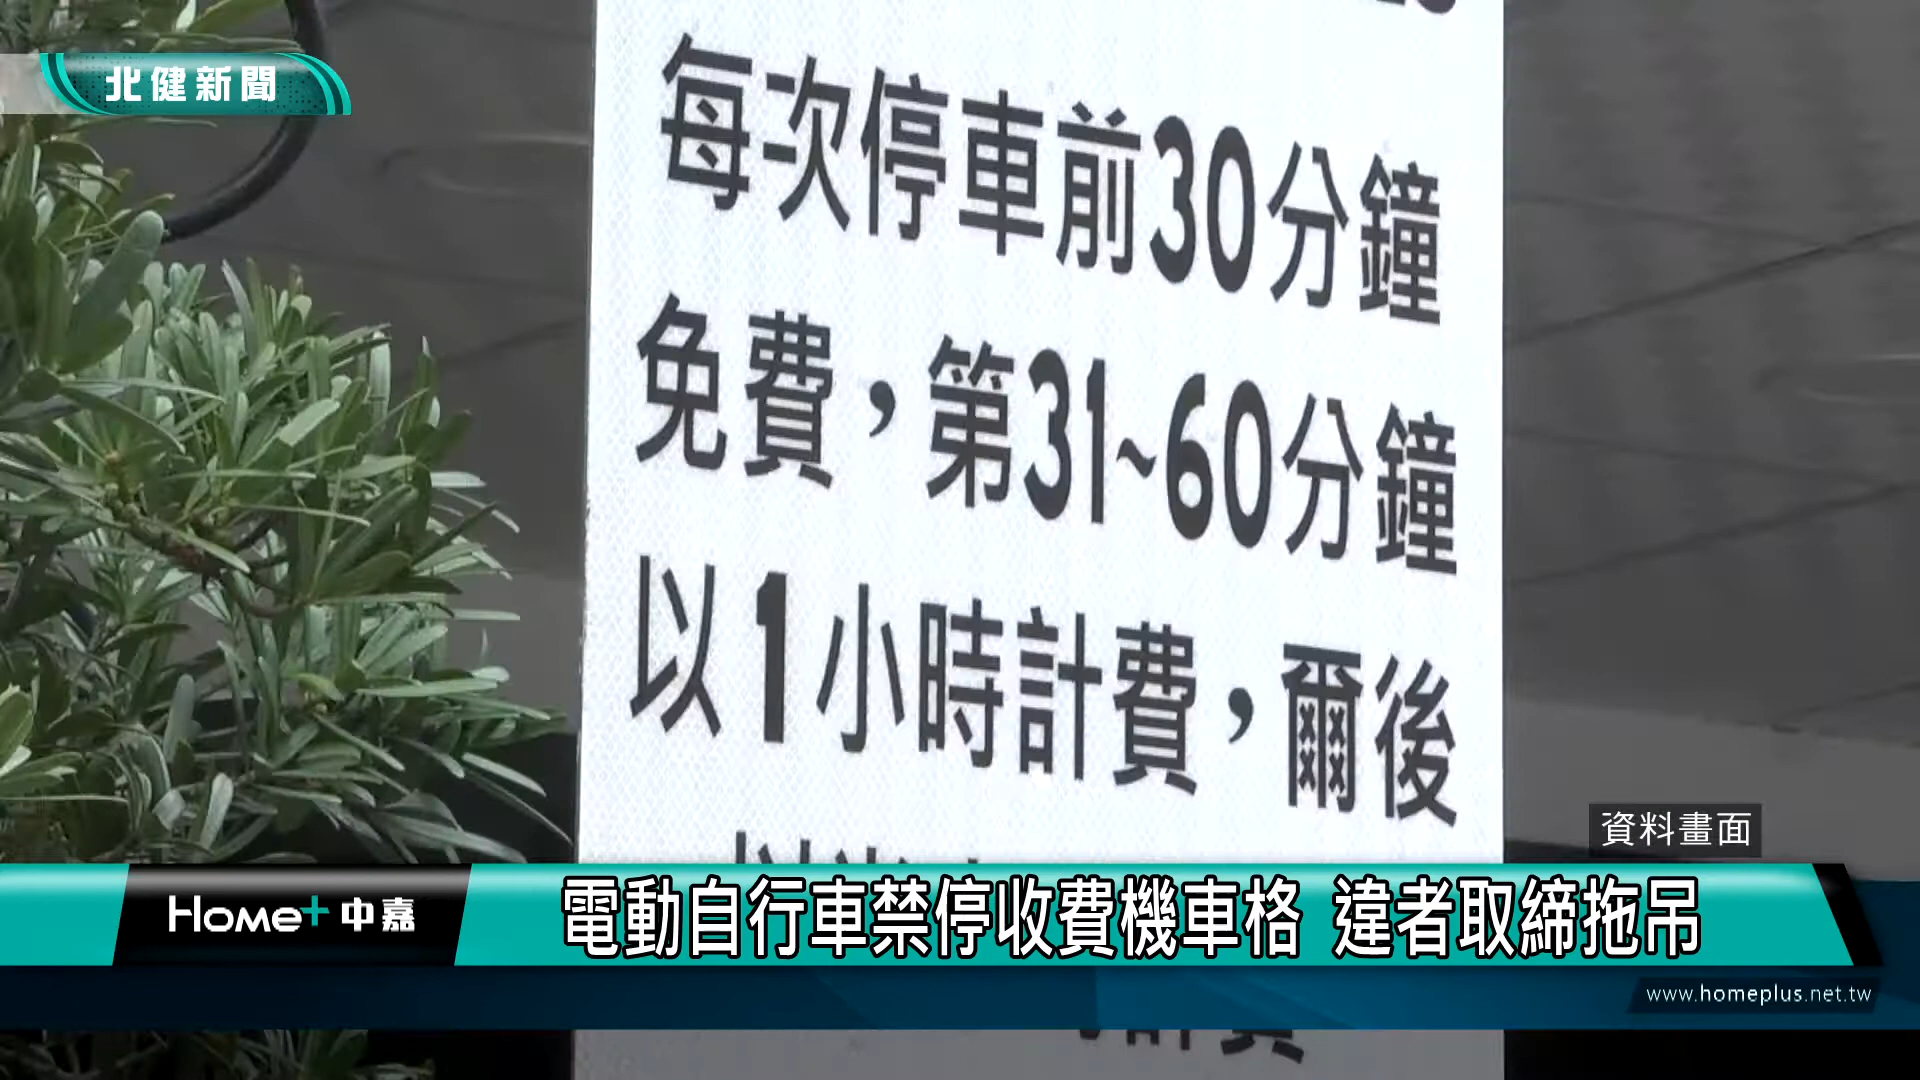 北健新聞
每次停車前30分鐘
免費，第31~60分鐘
以1小時計費，爾後
資料畫面
Home+ 中嘉
電動自行車禁停收費機車格 違者取締拖吊
www.homeplus.net.tw